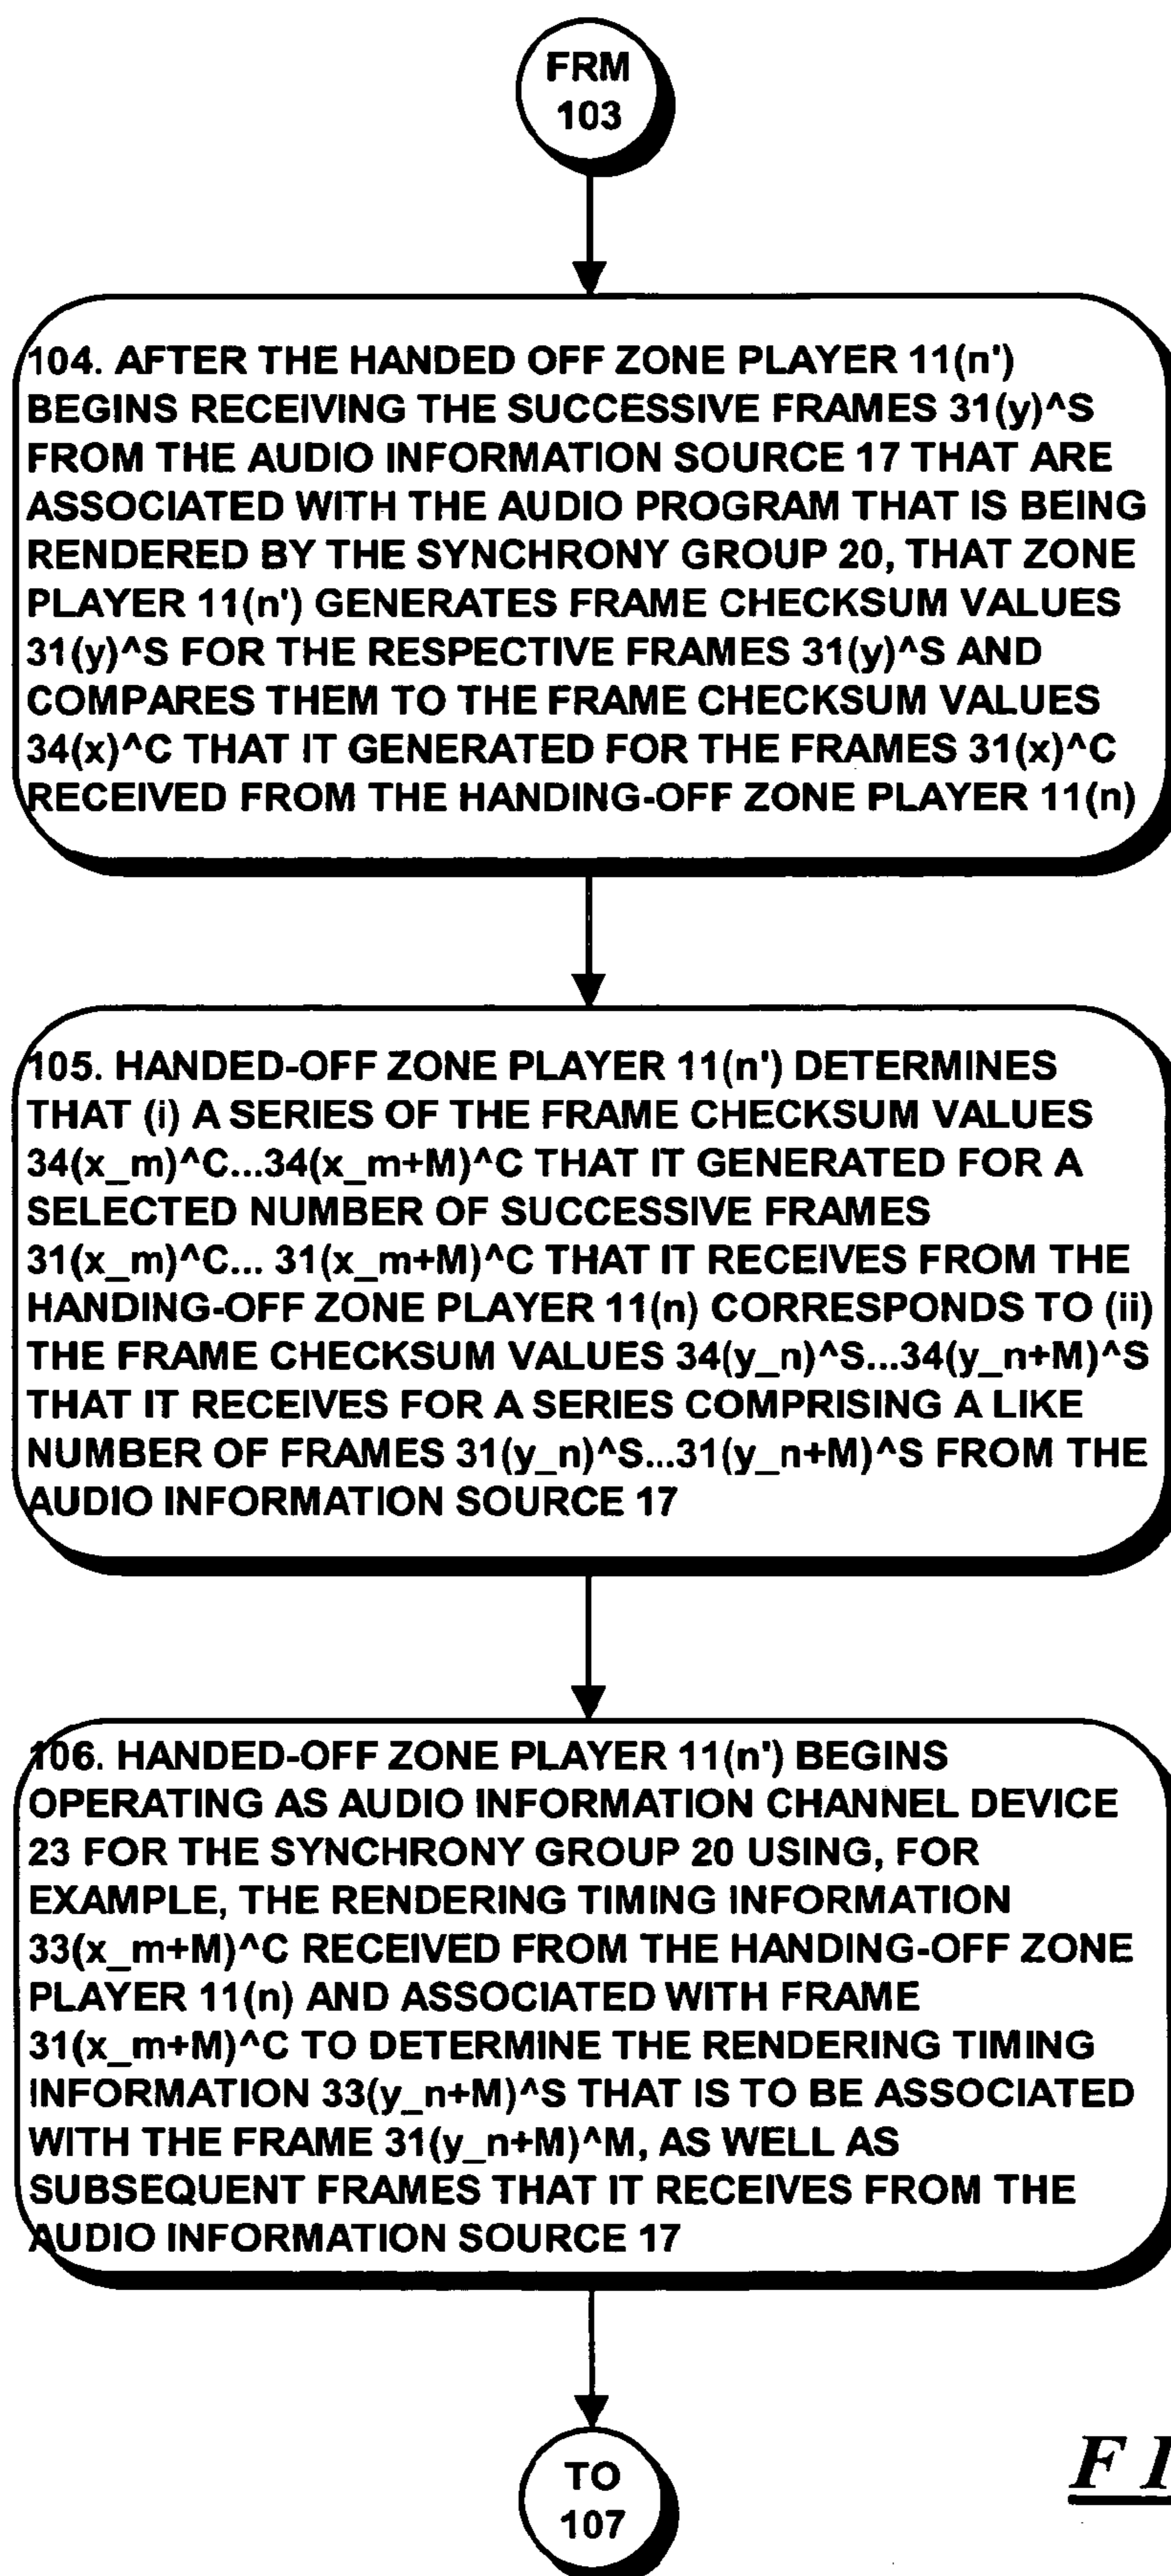 FRM
103
104. AFTER THE HANDED OFF ZONE PLAYER 11(n')
BEGINS RECEIVING THE SUCCESSIVE FRAMES 31(y)^S
FROM THE AUDIO INFORMATION SOURCE 17 THAT ARE
ASSOCIATED WITH THE AUDIO PROGRAM THAT IS BEING
RENDERED BY THE SYNCHRONY GROUP 20, THAT ZONE
PLAYER 11(n') GENERATES FRAME CHECKSUM VALUES
31(y)^S FOR THE RESPECTIVE FRAMES 31(y)^S AND
COMPARES THEM TO THE FRAME CHECKSUM VALUES
34(x)^C THAT IT GENERATED FOR THE FRAMES 31(x)^C
RECEIVED FROM THE HANDING-OFF ZONE PLAYER 11(n)
105. HANDED-OFF ZONE PLAYER 11(n') DETERMINES
THAT (i) A SERIES OF THE FRAME CHECKSUM VALUES
34(x_m)^C...34(x_m+M)^C THAT IT GENERATED FOR A
SELECTED NUMBER OF SUCCESSIVE FRAMES
31(x_m)^C... 31(x_m+M)^C THAT IT RECEIVES FROM THE
HANDING-OFF ZONE PLAYER 11(n) CORRESPONDS TO (ii)
THE FRAME CHECKSUM VALUES 34(y_n)^S...34(y_n+M)^S
THAT IT RECEIVES FOR A SERIES COMPRISING A LIKE
NUMBER OF FRAMES 31(y_n)^S...31(y_n+M)^S FROM THE
AUDIO INFORMATION SOURCE 17
106. HANDED-OFF ZONE PLAYER 11(n') BEGINS
OPERATING AS AUDIO INFORMATION CHANNEL DEVICE
23 FOR THE SYNCHRONY GROUP 20 USING, FOR
EXAMPLE, THE RENDERING TIMING INFORMATION
33(x_m+M)^C RECEIVED FROM THE HANDING-OFF ZONE
PLAYER 11(n) AND ASSOCIATED WITH FRAME
31(x_m+M)^C TO DETERMINE THE RENDERING TIMING
INFORMATION 33(y_n+M)^S THAT IS TO BE ASSOCIATED
WITH THE FRAME 31(y_n+M)^M, AS WELL AS
SUBSEQUENT FRAMES THAT IT RECEIVES FROM THE
AUDIO INFORMATION SOURCE 17
TO
107